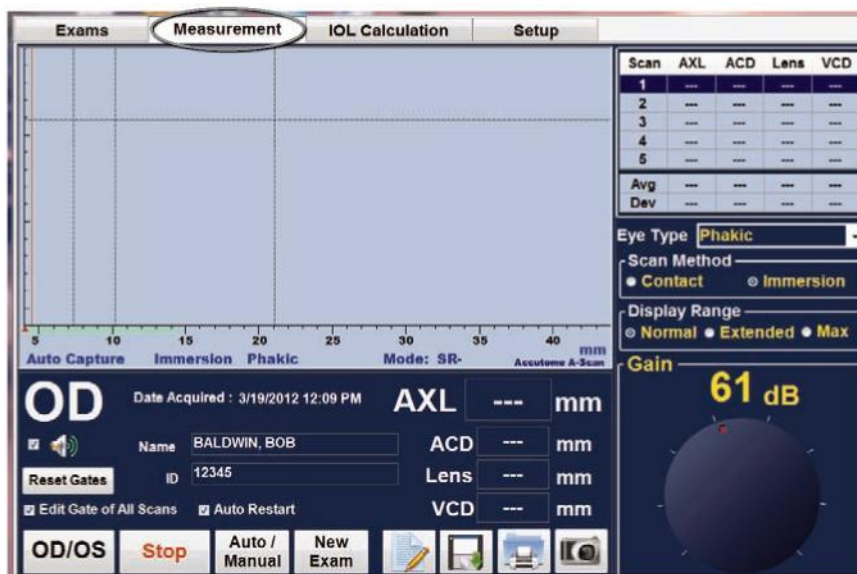 Exams Measurement IOL Calculation Setup
Scan AXL ACD Lens VCD
1 --- --- --- ---
2 --- --- --- ---
3 --- --- --- ---
4 --- --- --- ---
5 --- --- --- ---
Avg --- --- --- ---
Dev --- --- --- ---
Eye Type Phakic
Scan Method
Contact Immersion
Display Range
Normal Extended Max
Gain
61 dB
5 10 15 20 25 30 35 40 mm
Auto Capture Immersion Phakic Mode: SR- Accutome A-Scan
OD Date Acquired : 3/19/2012 12:09 PM AXL --- mm
Name BALDWIN, BOB ACD --- mm
Reset Gates ID 12345 Lens --- mm
Edit Gate of All Scans Auto Restart VCD --- mm
OD/OS Stop Auto / Manual New Exam